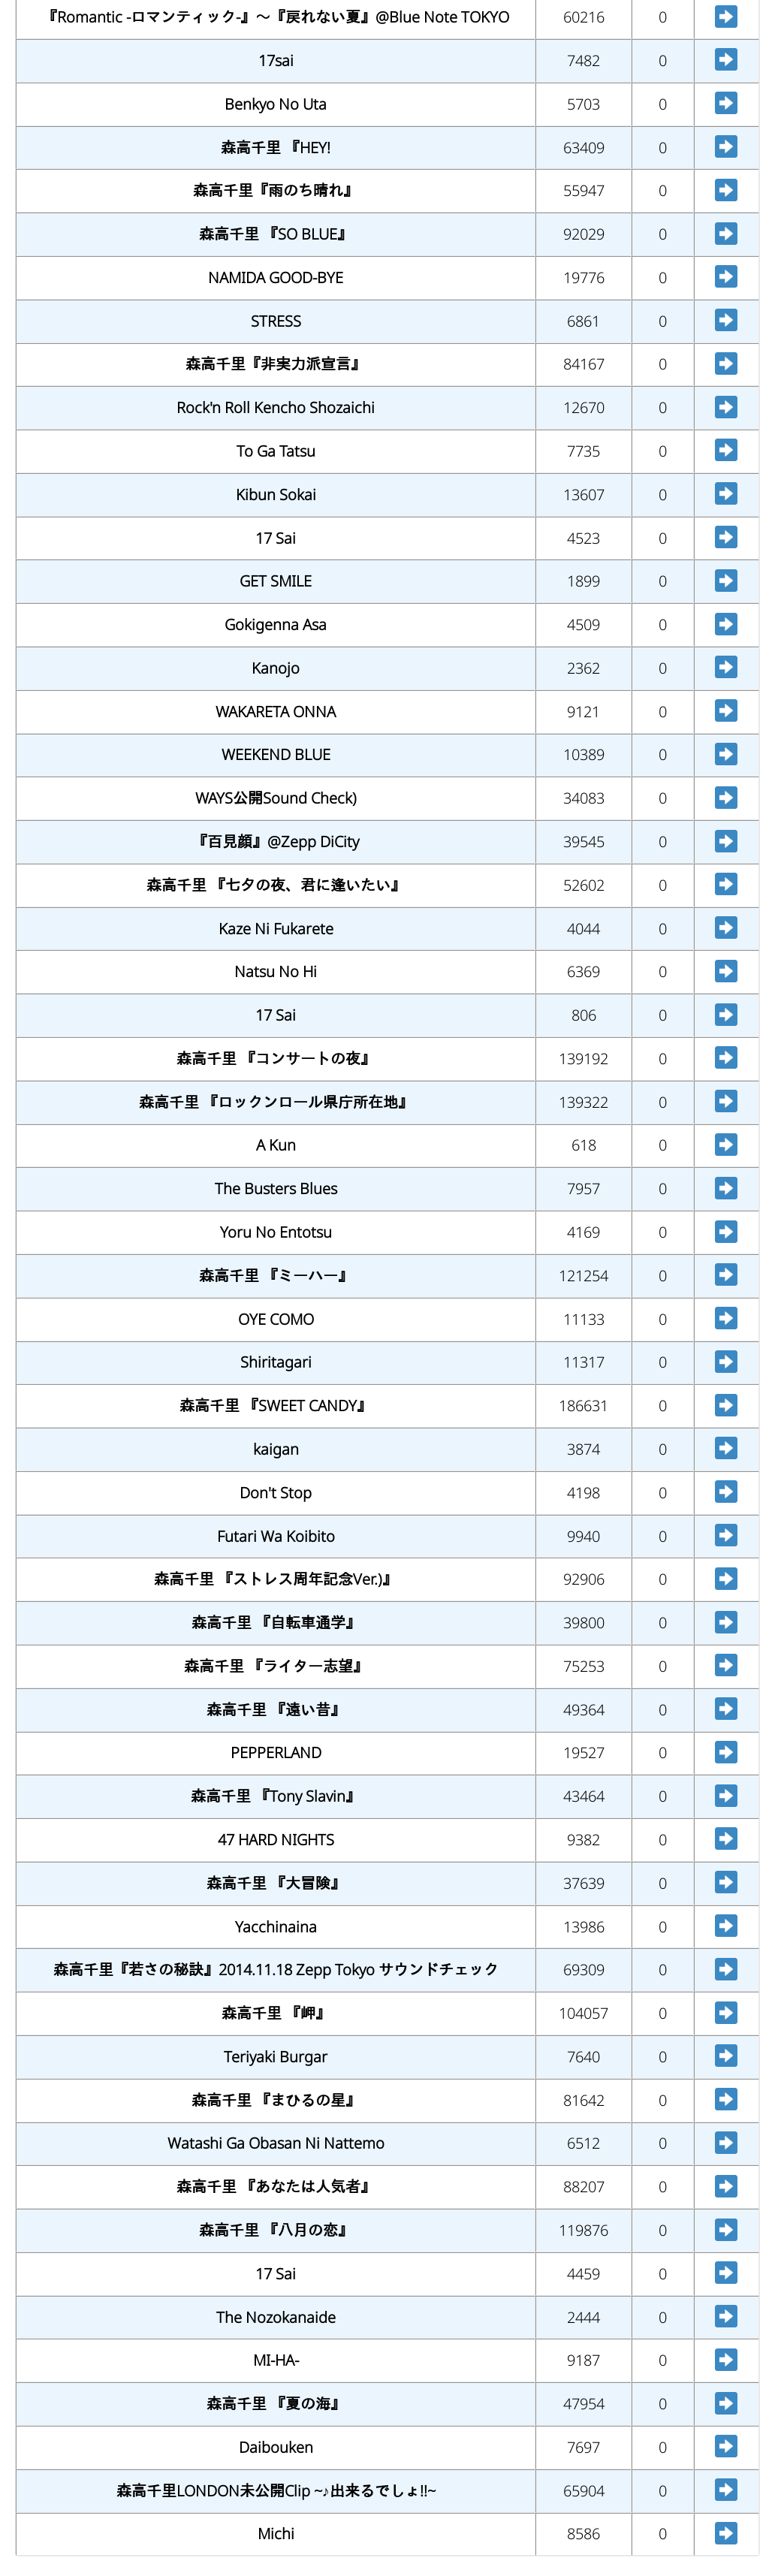 『Romantic -ロマンティック-』～『戻れない夏』@Blue Note TOKYO 60216 0
17sai 7482 0
Benkyo No Uta 5703 0
森高千里 『HEY! 63409 0
森高千里『雨のち晴れ』 55947 0
森高千里 『SO BLUE』 92029 0
NAMIDA GOOD-BYE 19776 0
STRESS 6861 0
森高千里『非実力派宣言』 84167 0
Rock'n Roll Kencho Shozaichi 12670 0
To Ga Tatsu 7735 0
Kibun Sokai 13607 0
17 Sai 4523 0
GET SMILE 1899 0
Gokigenna Asa 4509 0
Kanojo 2362 0
WAKARETA ONNA 9121 0
WEEKEND BLUE 10389 0
WAYS公開Sound Check) 34083 0
『百見顔』@Zepp DiCity 39545 0
森高千里 『七夕の夜、君に逢いたい』 52602 0
Kaze Ni Fukarete 4044 0
Natsu No Hi 6369 0
17 Sai 806 0
森高千里 『コンサートの夜』 139192 0
森高千里 『ロックンロール県庁所在地』 139322 0
A Kun 618 0
The Busters Blues 7957 0
Yoru No Entotsu 4169 0
森高千里 『ミーハー』 121254 0
OYE COMO 11133 0
Shiritagari 11317 0
森高千里 『SWEET CANDY』 186631 0
kaigan 3874 0
Don't Stop 4198 0
Futari Wa Koibito 9940 0
森高千里 『ストレス周年記念Ver.)』 92906 0
森高千里 『自転車通学』 39800 0
森高千里 『ライター志望』 75253 0
森高千里 『遠い昔』 49364 0
PEPPERLAND 19527 0
森高千里 『Tony Slavin』 43464 0
47 HARD NIGHTS 9382 0
森高千里 『大冒険』 37639 0
Yacchinaina 13986 0
森高千里『若さの秘訣』2014.11.18 Zepp Tokyo サウンドチェック 69309 0
森高千里 『岬』 104057 0
Teriyaki Burgar 7640 0
森高千里 『まひるの星』 81642 0
Watashi Ga Obasan Ni Nattemo 6512 0
森高千里 『あなたは人気者』 88207 0
森高千里 『八月の恋』 119876 0
17 Sai 4459 0
The Nozokanaide 2444 0
MI-HA- 9187 0
森高千里 『夏の海』 47954 0
Daibouken 7697 0
森高千里LONDON未公開Clip ~♪出来るでしょ!!~ 65904 0
Michi 8586 0